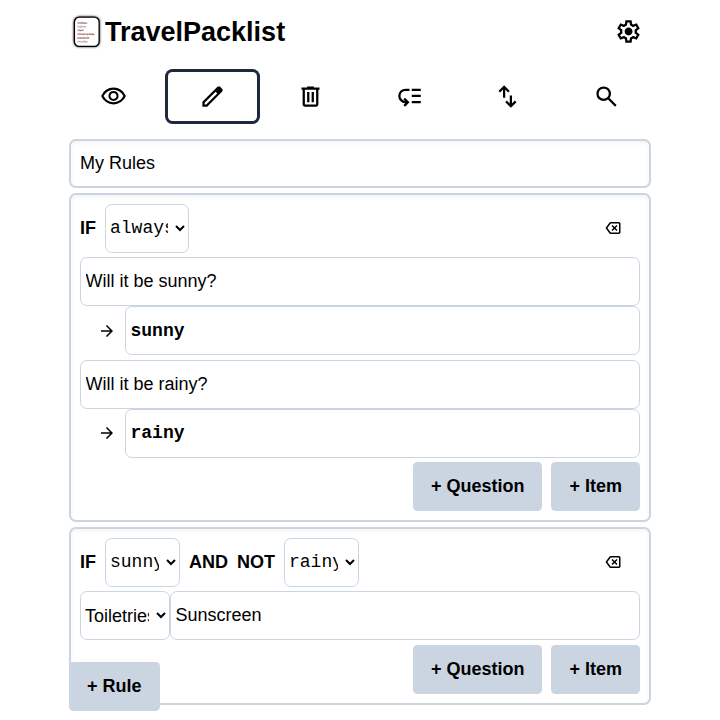 TravelPacklist
My Rules
IF always
Will it be sunny?
→ sunny
Will it be rainy?
→ rainy
+ Question + Item
IF sunny AND NOT rainy
Toiletries Sunscreen
+ Question + Item
+ Rule